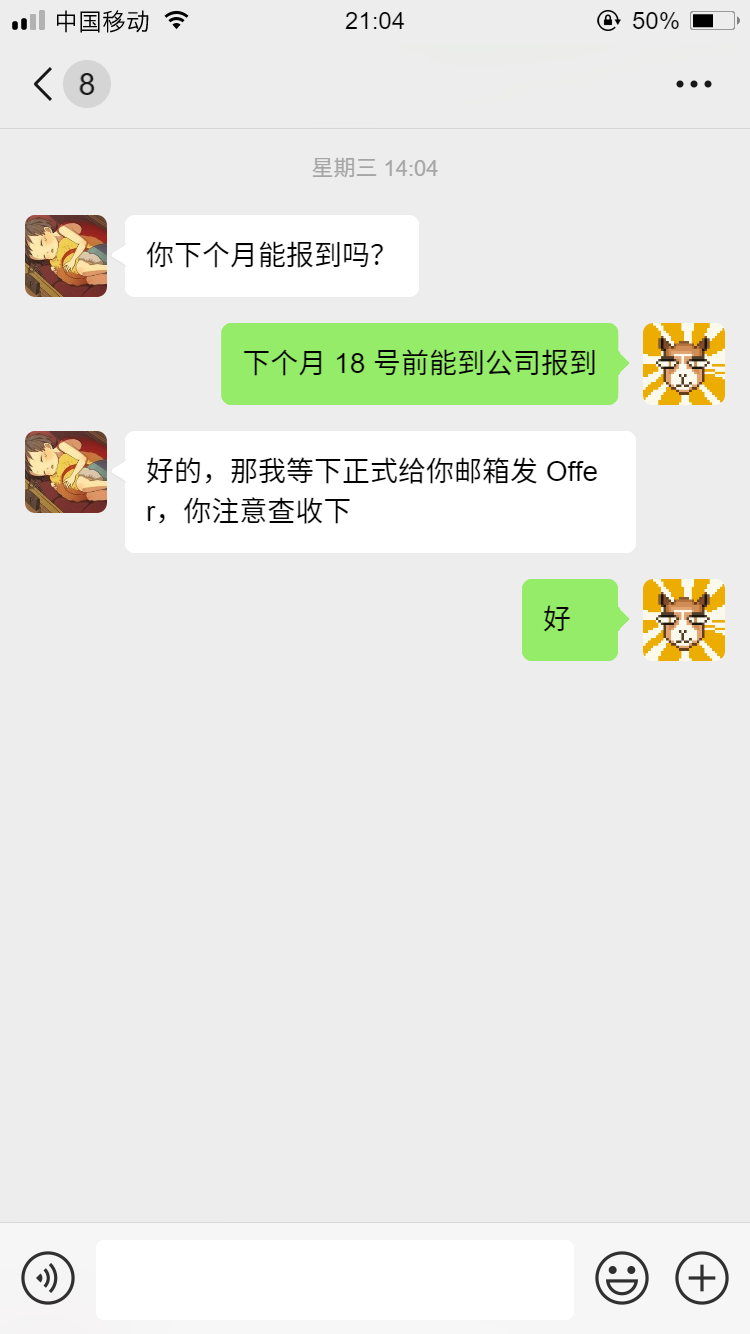 中国移动 21:04 50%
8
星期三 14:04
你下个月能报到吗?
下个月 18 号前能到公司报到
好的，那我等下正式给你邮箱发 Offe
r，你注意查收下
好